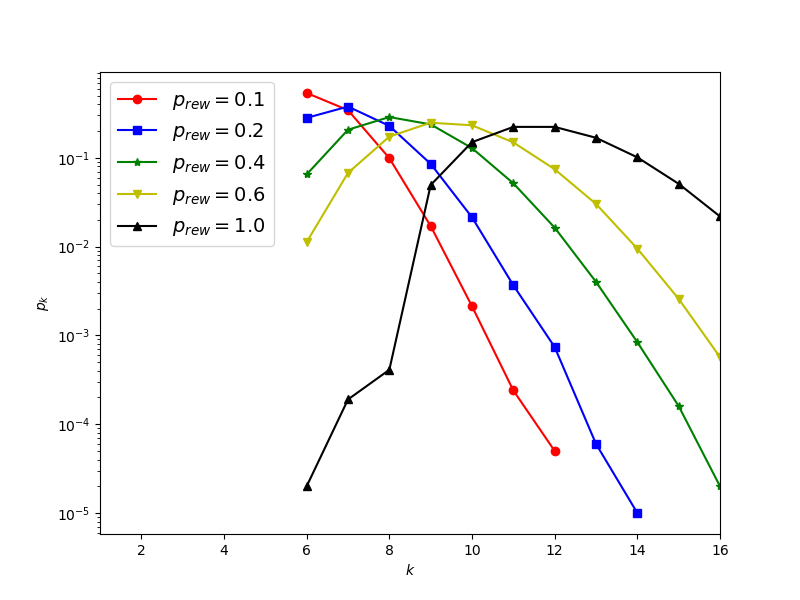 p_rew = 0.1
p_rew = 0.2
p_rew = 0.4
p_rew = 0.6
p_rew = 1.0
10⁻¹
10⁻²
10⁻³
10⁻⁴
10⁻⁵
p_k
2 4 6 8 10 12 14 16
k